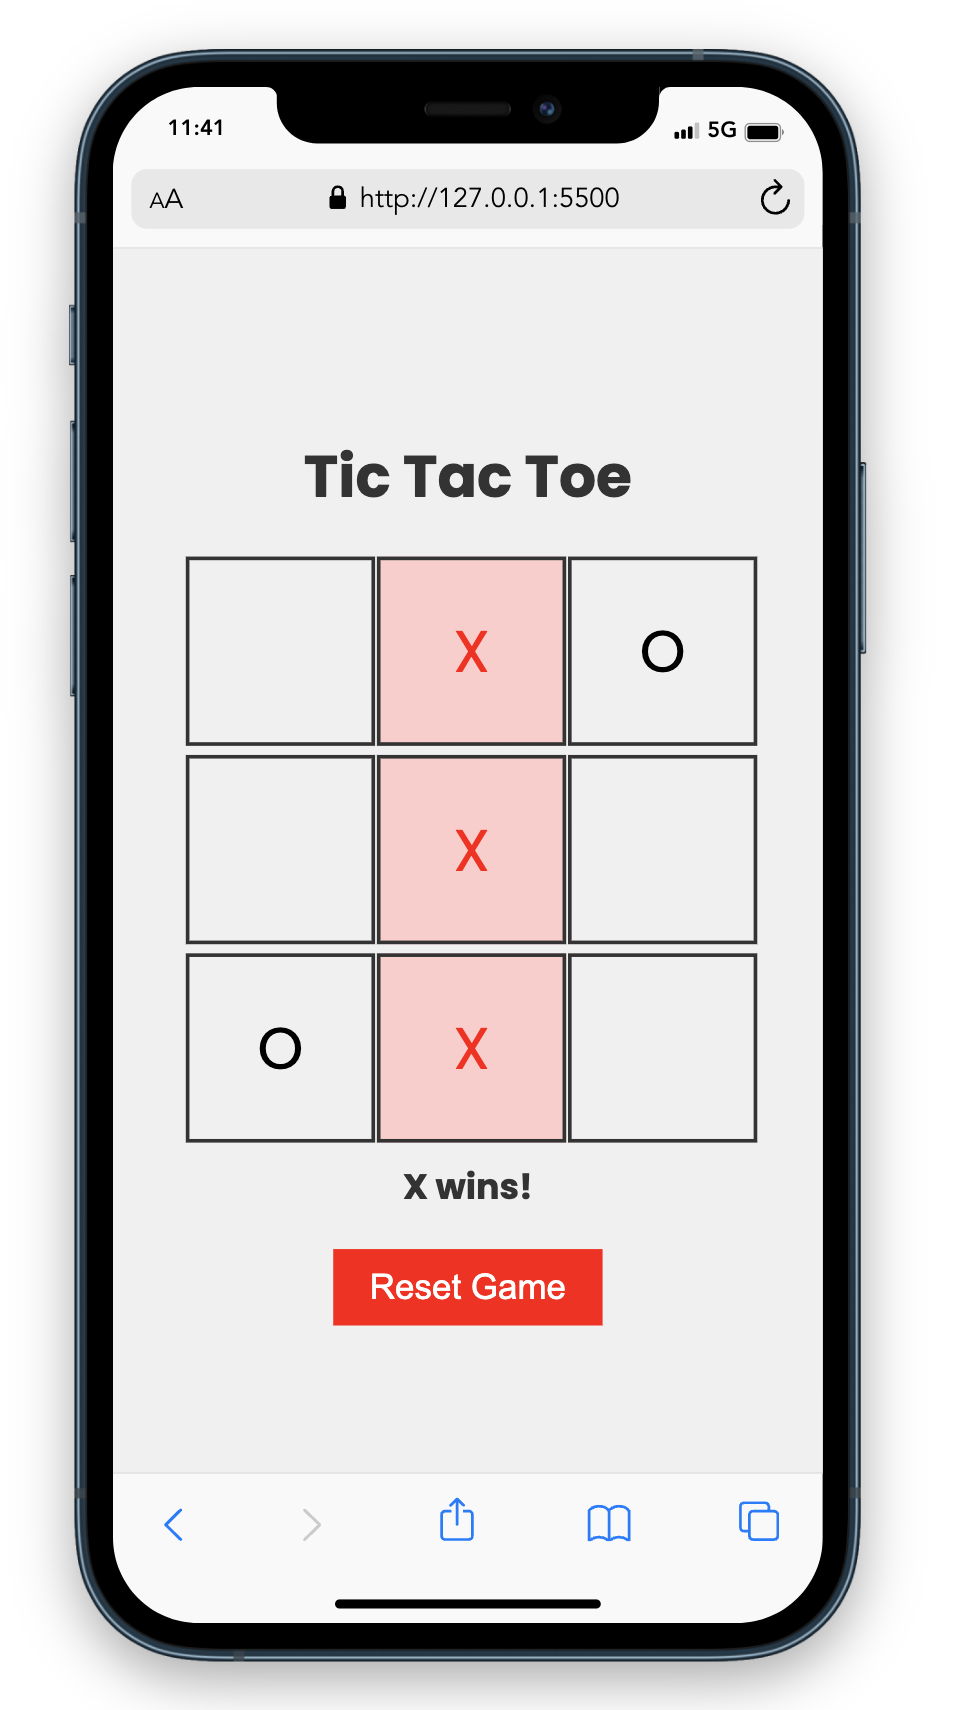 11:41 5G
AA http://127.0.0.1:5500
Tic Tac Toe
X O
X
O X
X wins!
Reset Game